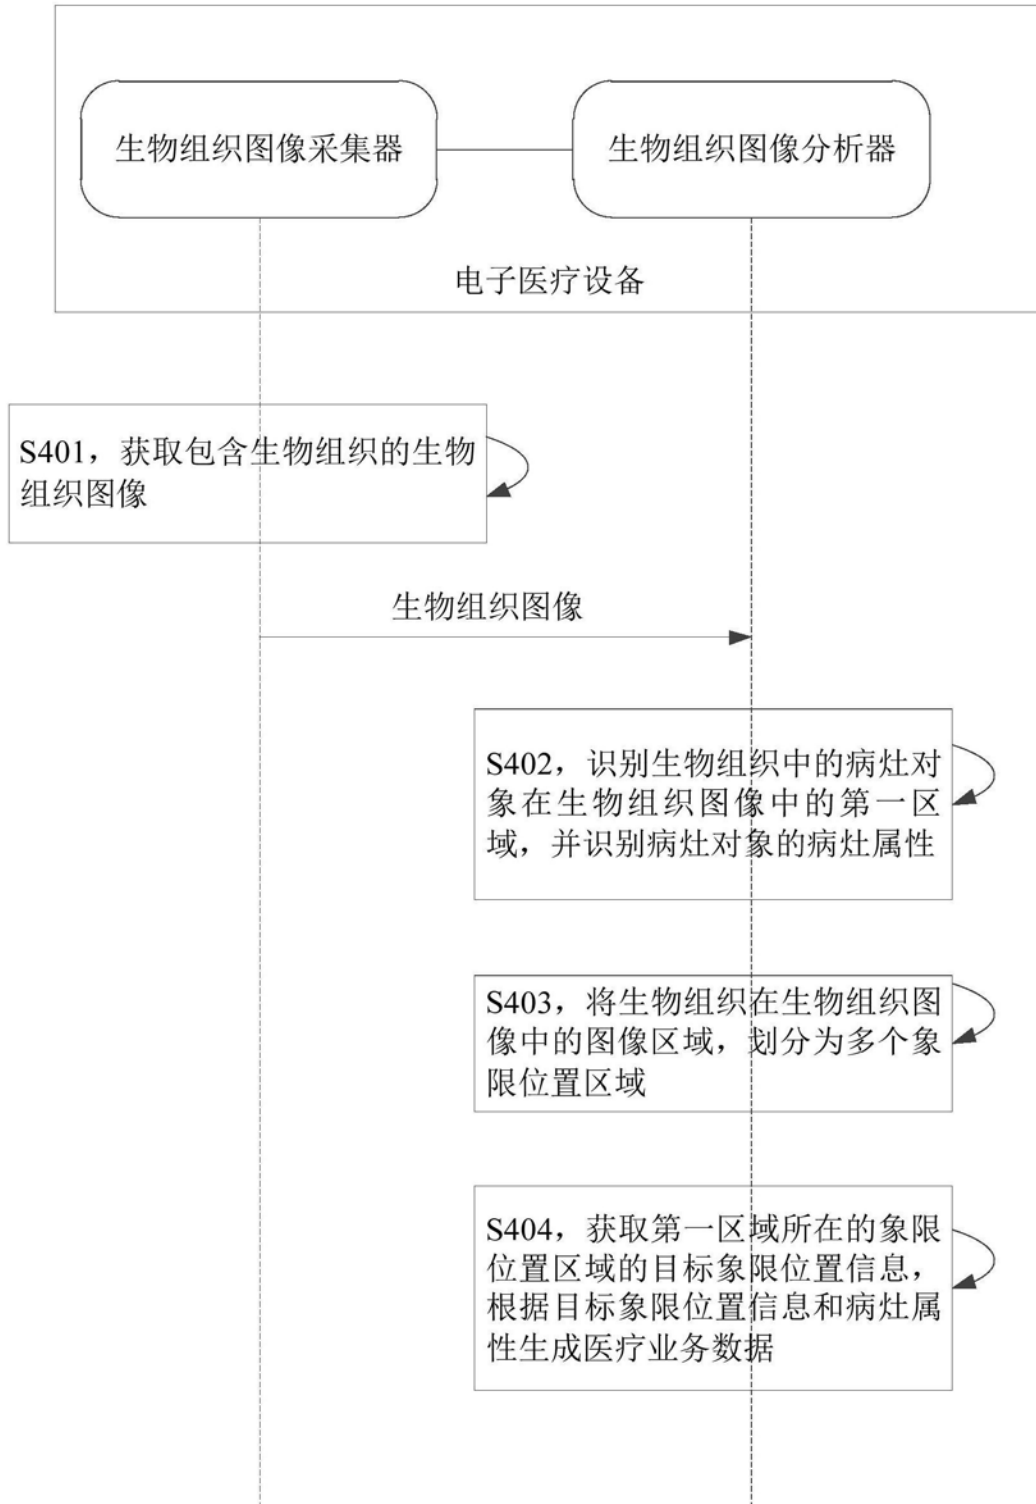 生物组织图像采集器
生物组织图像分析器
电子医疗设备
S401，获取包含生物组织的生物
组织图像
生物组织图像
S402，识别生物组织中的病灶对
象在生物组织图像中的第一区
域，并识别病灶对象的病灶属性
S403，将生物组织在生物组织图
像中的图像区域，划分为多个象
限位置区域
S404，获取第一区域所在的象限
位置区域的目标象限位置信息，
根据目标象限位置信息和病灶属
性生成医疗业务数据